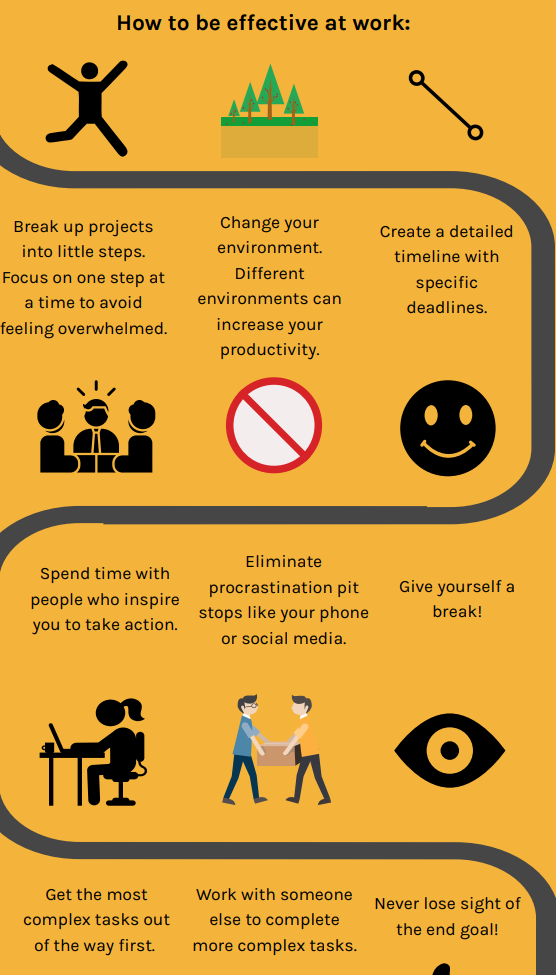 How to be effective at work:
Break up projects
into little steps.
Focus on one step at
a time to avoid
feeling overwhelmed.
Change your
environment.
Different
environments can
increase your
productivity.
Create a detailed
timeline with
specific
deadlines.
Spend time with
people who inspire
you to take action.
Eliminate
procrastination pit
stops like your phone
or social media.
Give yourself a
break!
Get the most
complex tasks out
of the way first.
Work with someone
else to complete
more complex tasks.
Never lose sight of
the end goal!